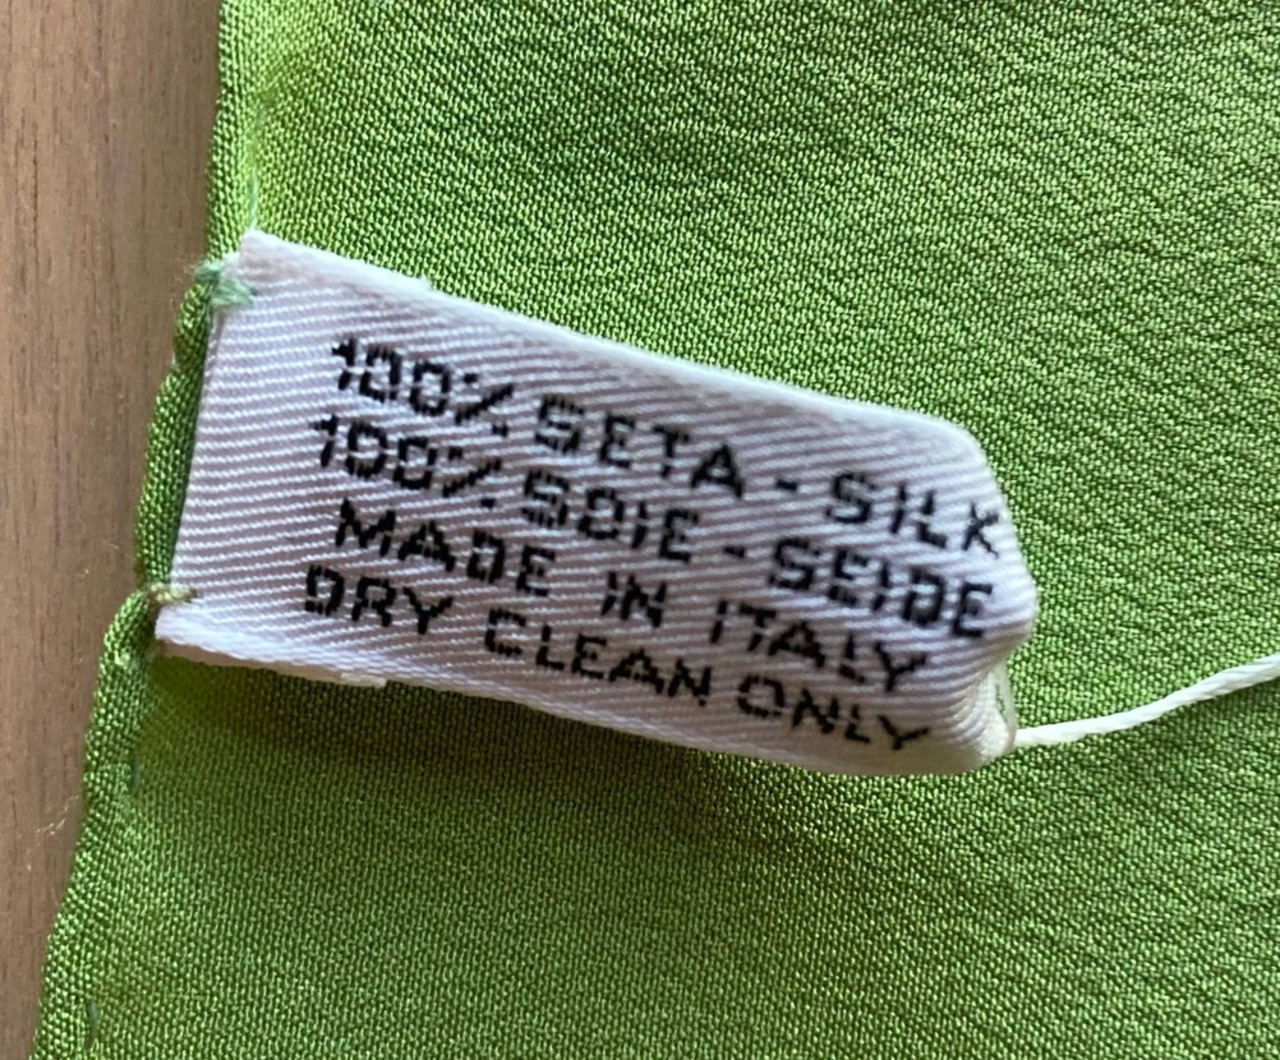 100% SETA - SILK
100% SOIE - SEIDE
MADE IN ITALY
DRY CLEAN ONLY